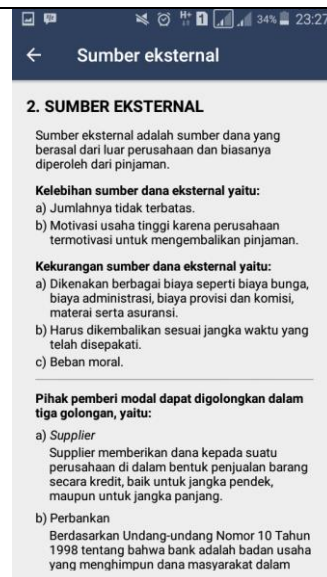 H+ 1 34% 23:27
Sumber eksternal
2. SUMBER EKSTERNAL
Sumber eksternal adalah sumber dana yang
berasal dari luar perusahaan dan biasanya
diperoleh dari pinjaman.
Kelebihan sumber dana eksternal yaitu:
a) Jumlahnya tidak terbatas.
b) Motivasi usaha tinggi karena perusahaan
termotivasi untuk mengembalikan pinjaman.
Kekurangan sumber dana eksternal yaitu:
a) Dikenakan berbagai biaya seperti biaya bunga,
biaya administrasi, biaya provisi dan komisi,
materai serta asuransi.
b) Harus dikembalikan sesuai jangka waktu yang
telah disepakati.
c) Beban moral.
Pihak pemberi modal dapat digolongkan dalam
tiga golongan, yaitu:
a) Supplier
Supplier memberikan dana kepada suatu
perusahaan di dalam bentuk penjualan barang
secara kredit, baik untuk jangka pendek,
maupun untuk jangka panjang.
b) Perbankan
Berdasarkan Undang-undang Nomor 10 Tahun
1998 tentang bahwa bank adalah badan usaha
yang menghimpun dana masyarakat dalam